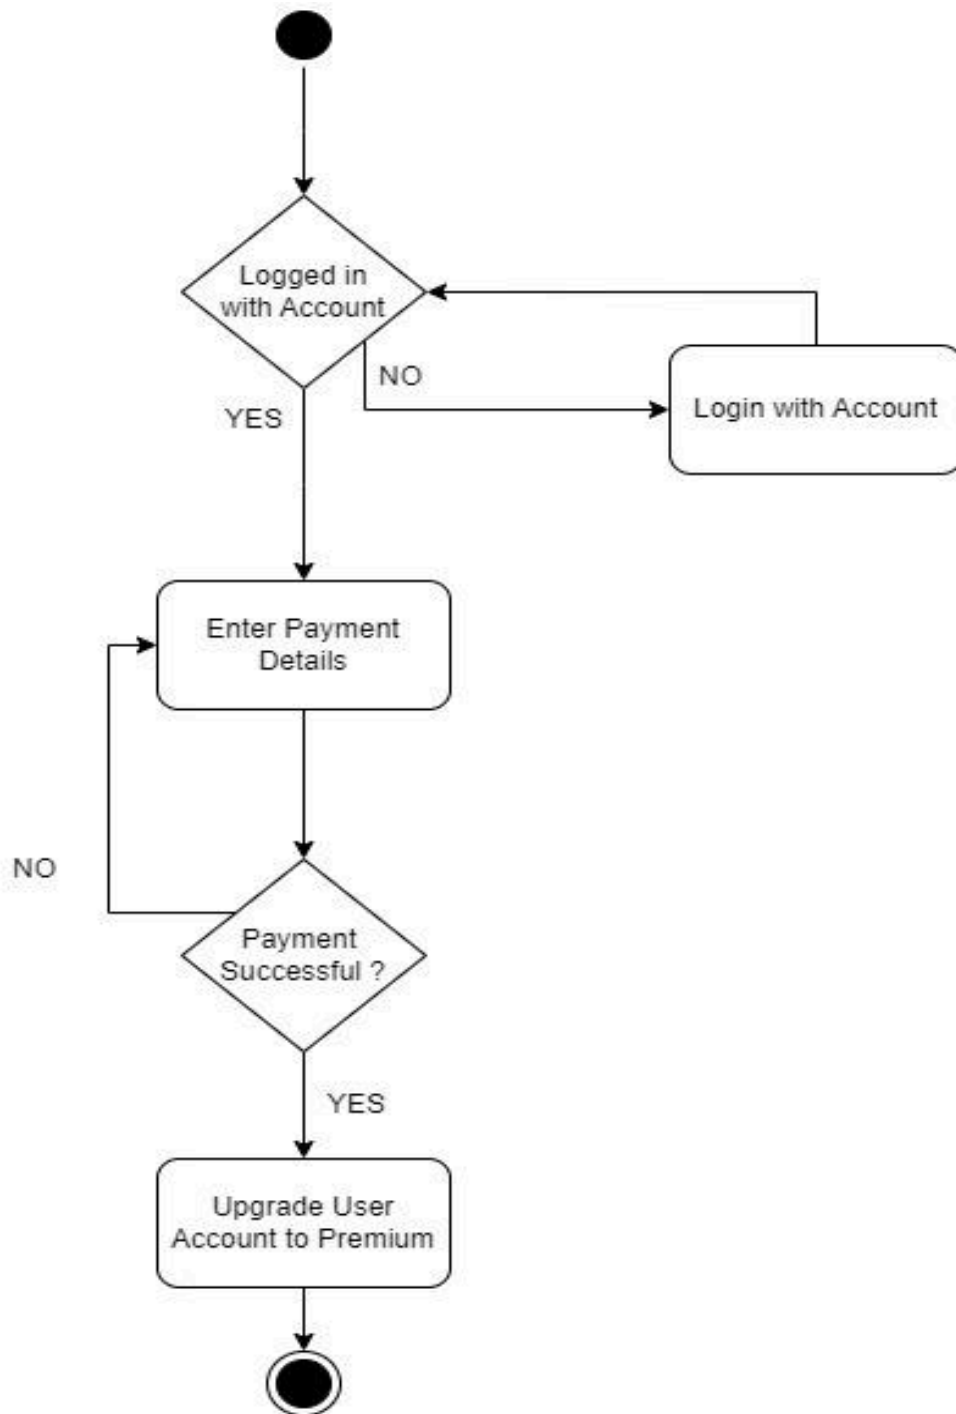 Logged in
with Account
NO
YES
Login with Account
Enter Payment
Details
NO
Payment
Successful ?
YES
Upgrade User
Account to Premium